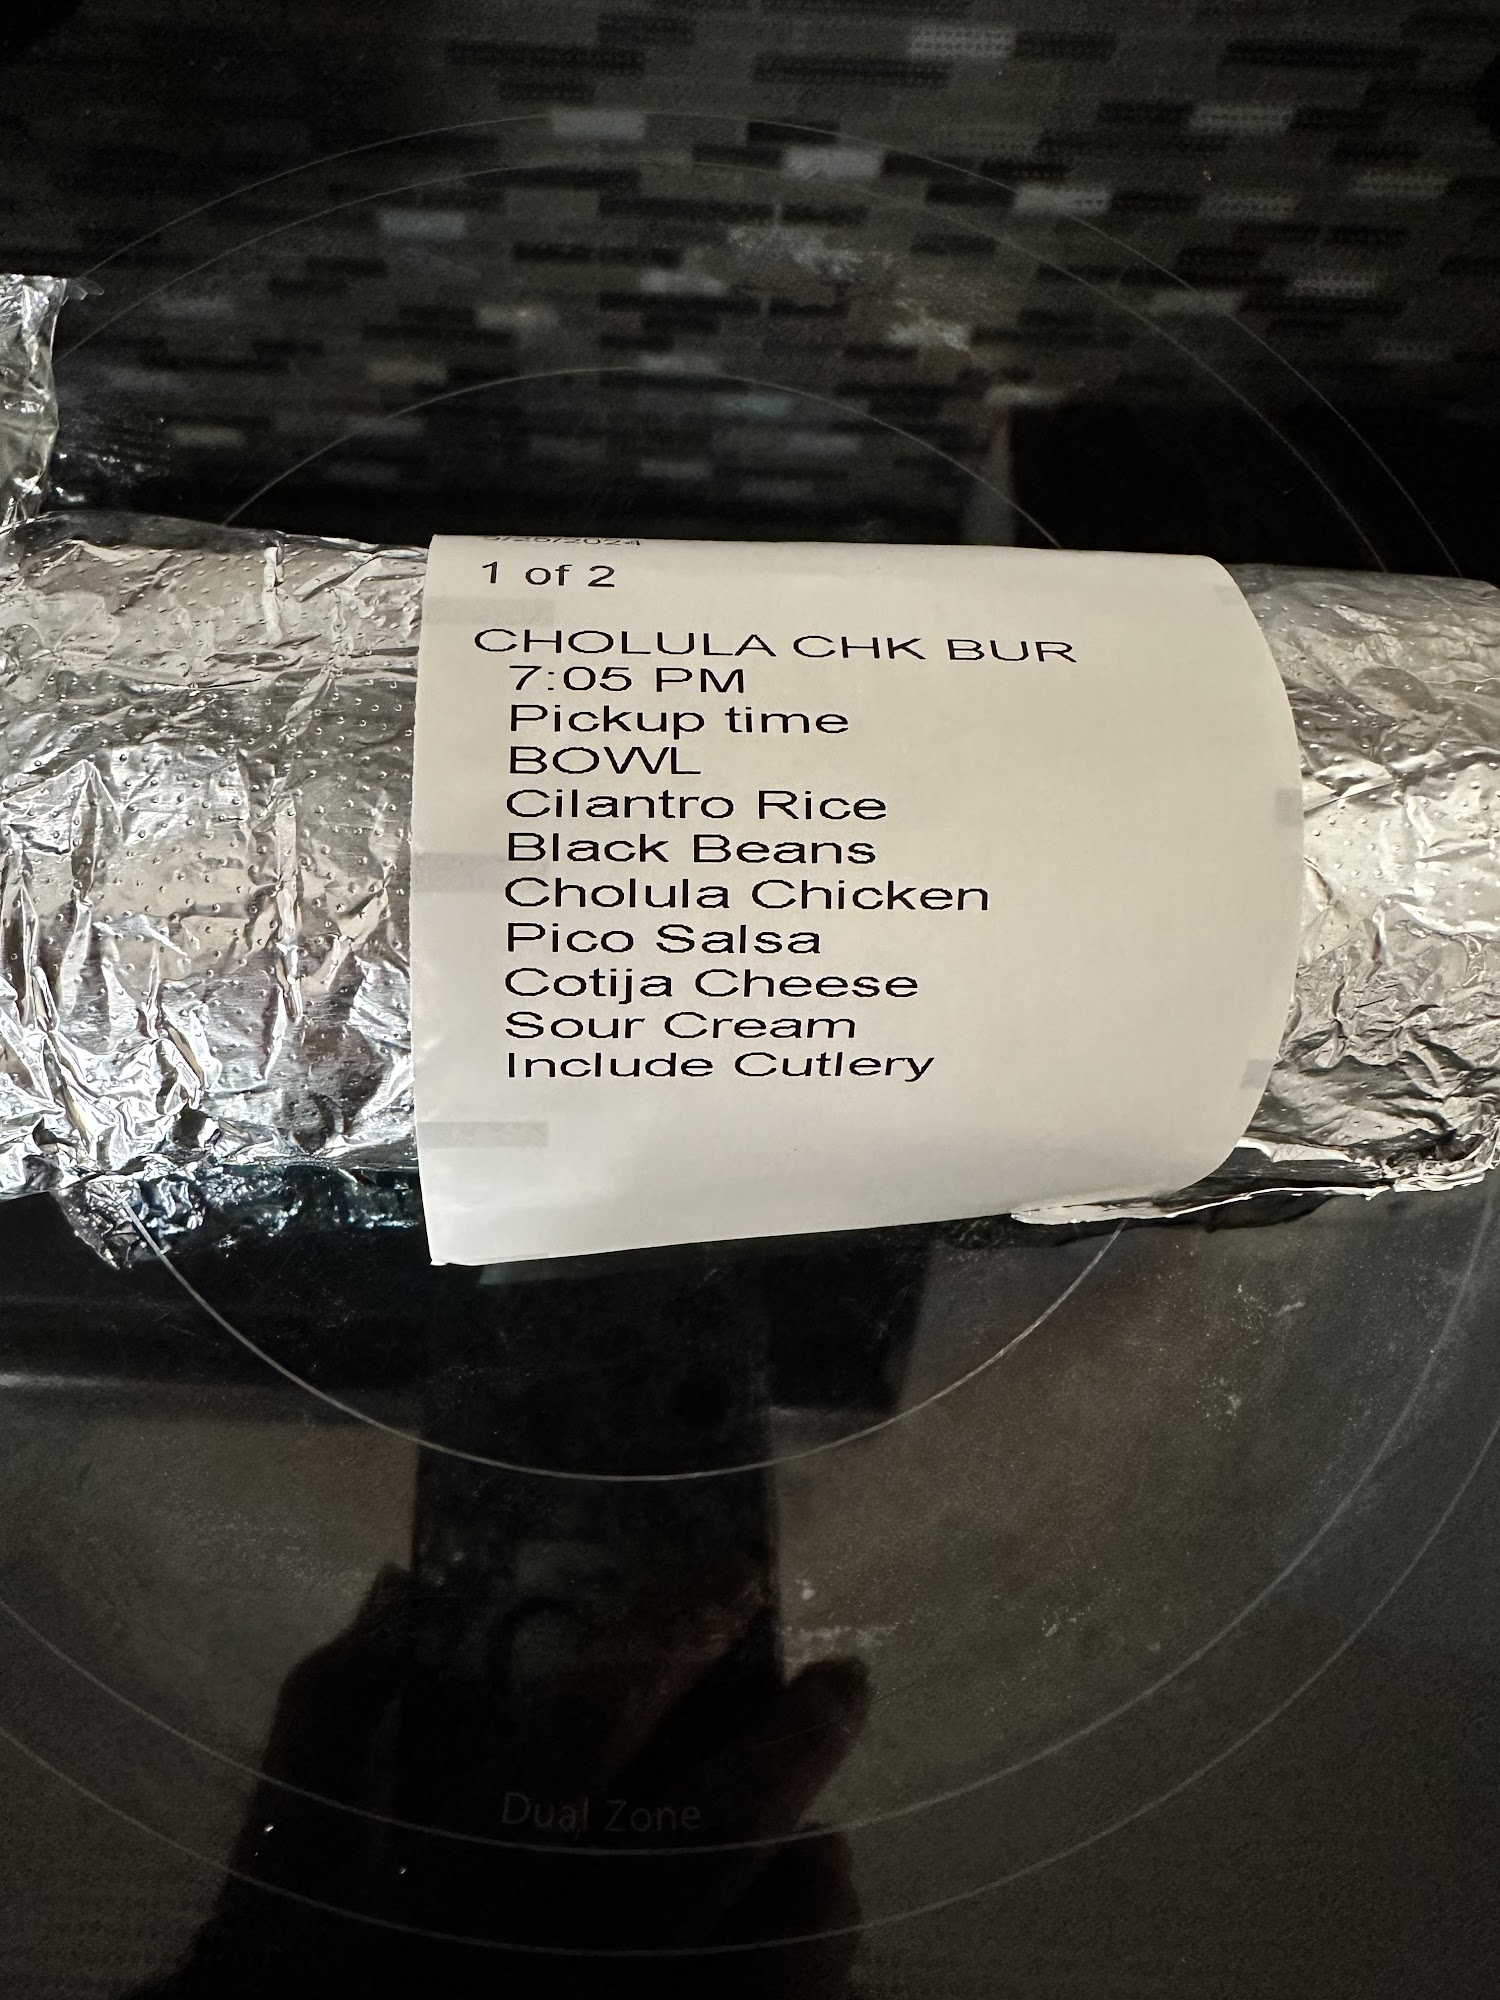 1 of 2
CHOLULA CHK BUR
7:05 PM
Pickup time
BOWL
Cilantro Rice
Black Beans
Cholula Chicken
Pico Salsa
Cotija Cheese
Sour Cream
Include Cutlery
Dual Zone